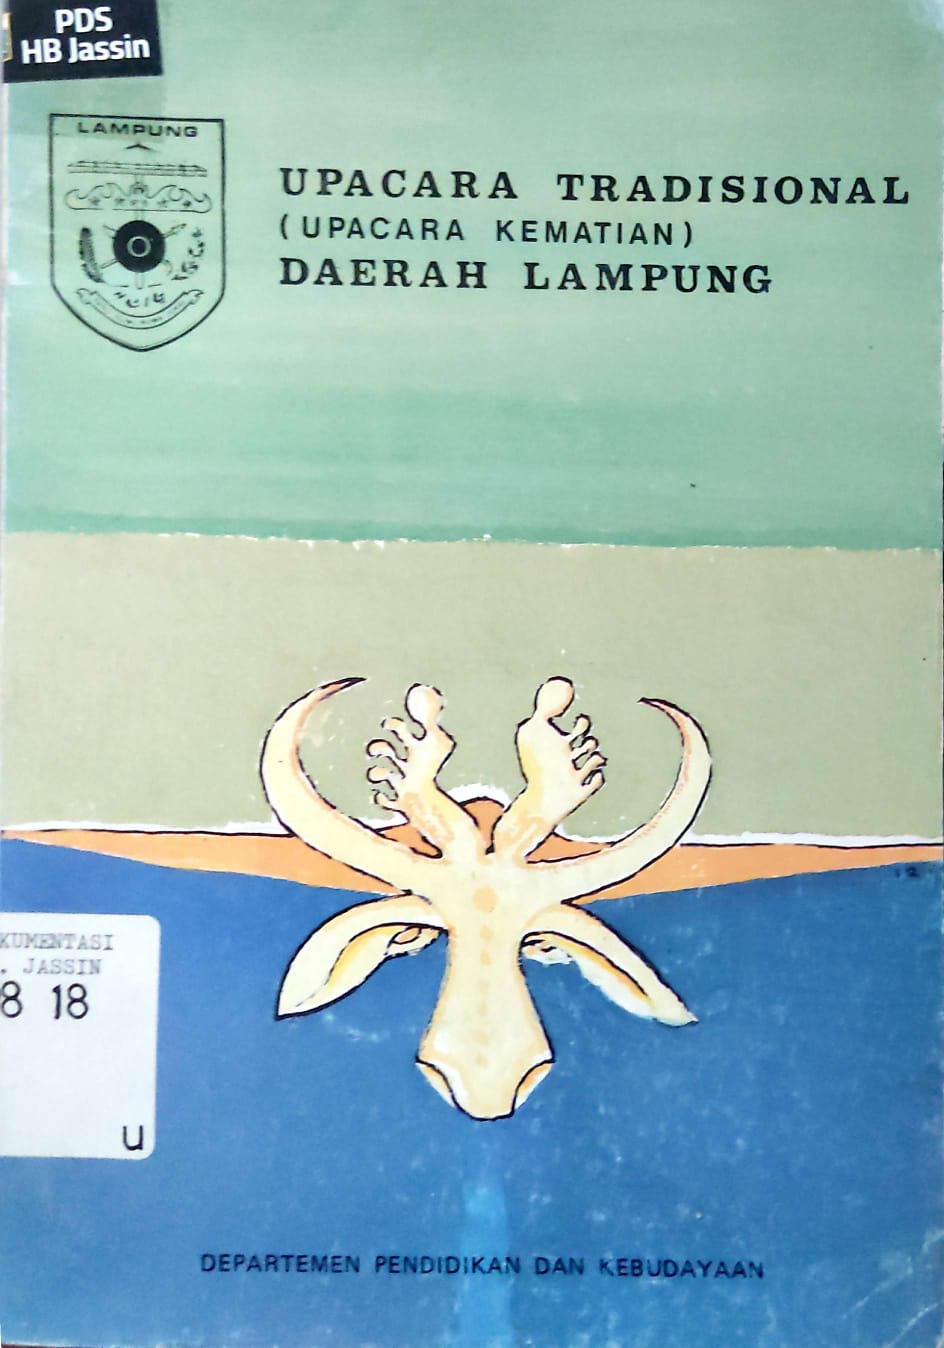 PDS
HB Jassin
LAMPUNG
UPACARA TRADISIONAL
(UPACARA KEMATIAN)
DAERAH LAMPUNG
KUMENTASI
. JASSIN
8 18
u
DEPARTEMEN PENDIDIKAN DAN KEBUDAYAAN